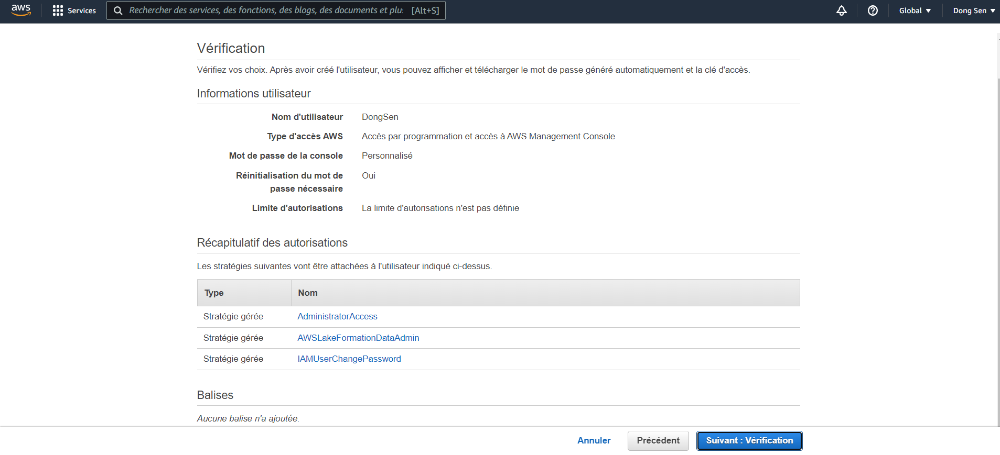 aws
Services
Rechercher des services, des fonctions, des blogs, des documents et plu
[Alt+S]
Global
Dong Sen
Vérification
Vérifiez vos choix. Après avoir créé l'utilisateur, vous pouvez afficher et télécharger le mot de passe généré automatiquement et la clé d'accès.
Informations utilisateur
Nom d'utilisateur DongSen
Type d'accès AWS Accès par programmation et accès à AWS Management Console
Mot de passe de la console Personnalisé
Réinitialisation du mot de Oui
passe nécessaire
Limite d'autorisations La limite d'autorisations n'est pas définie
Récapitulatif des autorisations
Les stratégies suivantes vont être attachées à l'utilisateur indiqué ci-dessus.
Type Nom
Stratégie gérée AdministratorAccess
Stratégie gérée AWSLakeFormationDataAdmin
Stratégie gérée IAMUserChangePassword
Balises
Aucune balise n'a ajoutée.
Annuler Précédent Suivant : Vérification